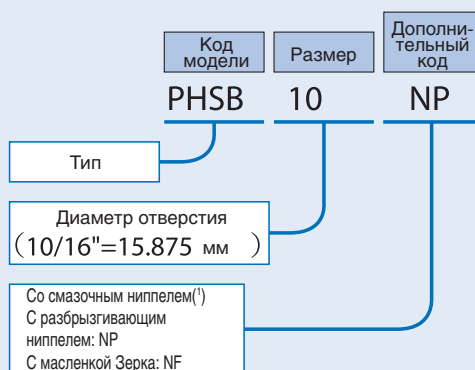 Код
модели
Размер
Дополни-
тельный
код
PHSB 10 NP
Тип
Диаметр отверстия
(10/16"=15.875 мм )
Со смазочным ниппелем(¹)
С разбрызгивающим
ниппелем: NP
С масленкой Зерка: NF